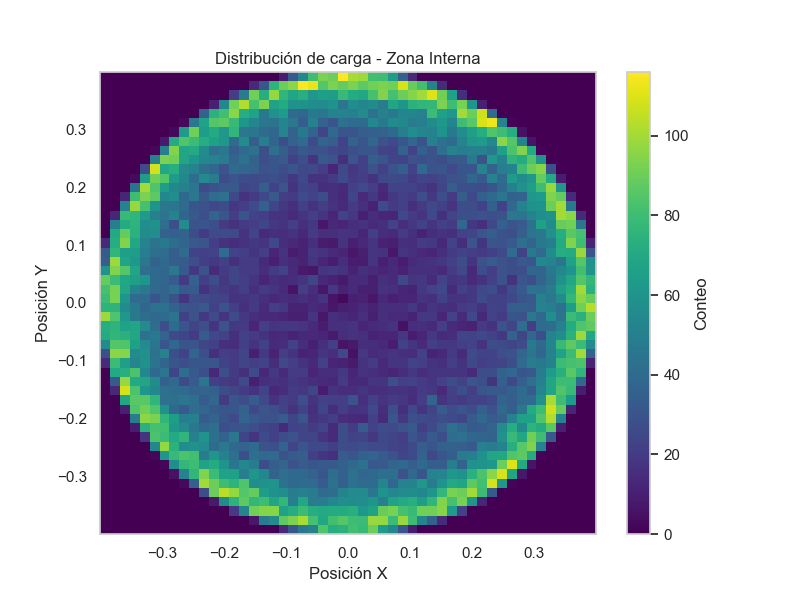 Distribución de carga - Zona Interna
0.3
0.2
0.1
0.0
−0.1
−0.2
−0.3
Posición Y
−0.3 −0.2 −0.1 0.0 0.1 0.2 0.3
Posición X
100
80
60
40
20
0
Conteo